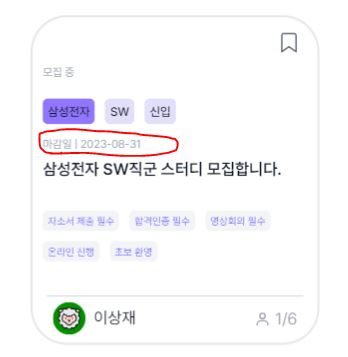 모집 중
삼성전자 SW 신입
마감일 | 2023-08-31
삼성전자 SW직군 스터디 모집합니다.
자소서 제출 필수 합격인증 필수 영상회의 필수
온라인 진행 초보 환영
이상재 1/6